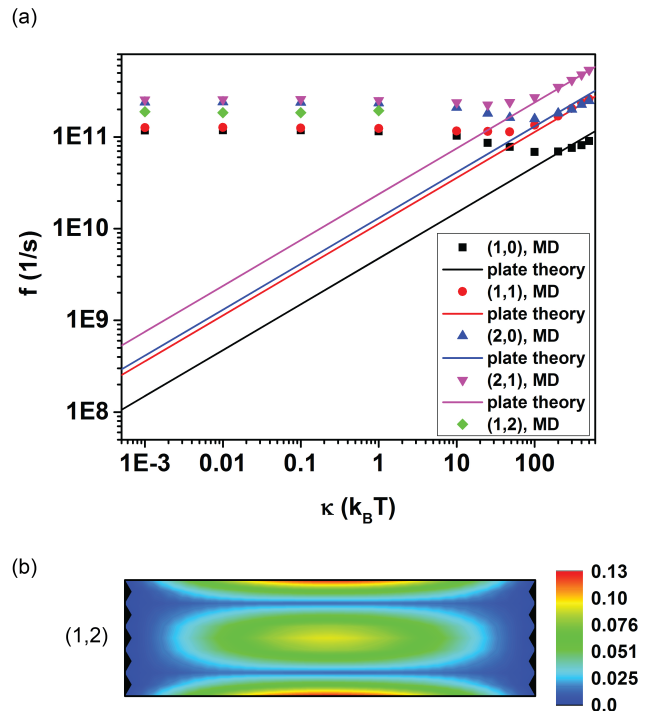 (a)
1E11
1E10
1E9
1E8
f (1/s)
(1,0), MD
plate theory
(1,1), MD
plate theory
(2,0), MD
plate theory
(2,1), MD
plate theory
(1,2), MD
1E-3 0.01 0.1 1 10 100
κ (k_BT)
(b)
(1,2)
0.13
0.10
0.076
0.051
0.025
0.0